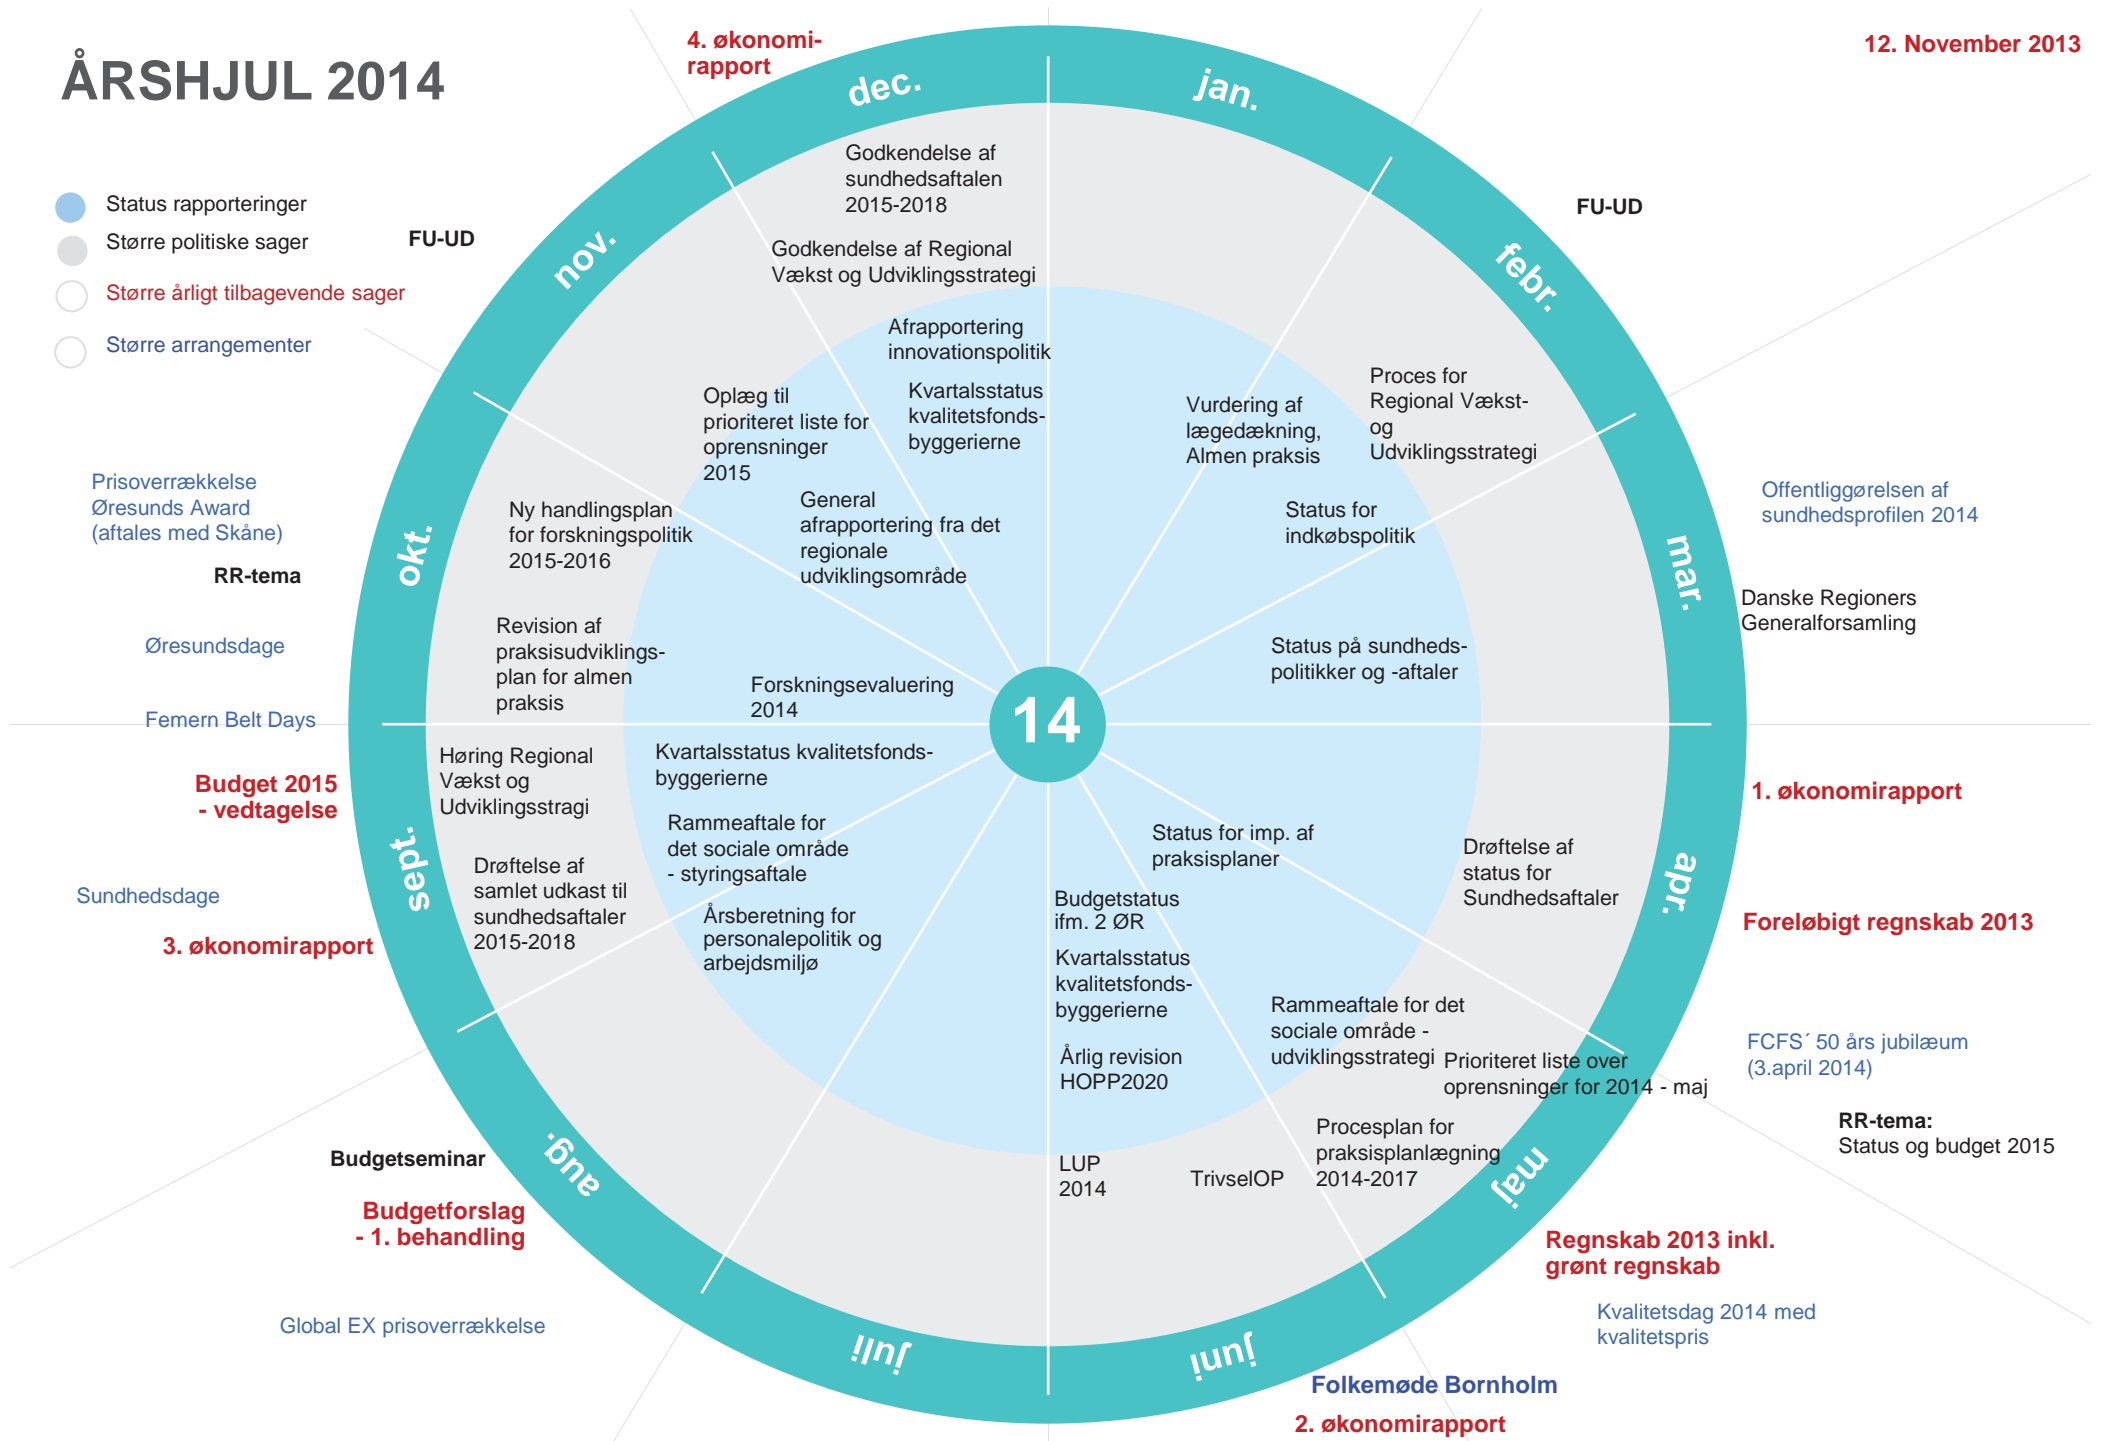 ÅRSHJUL 2014
12. November 2013
Status rapporteringer
Større politiske sager
Større årligt tilbagevende sager
Større arrangementer
4. økonomi-
rapport
dec.
jan.
febr.
mar.
apr.
maj
juni
juli
aug.
sept.
okt.
nov.
FU-UD
FU-UD
Godkendelse af
sundhedsaftalen
2015-2018
Godkendelse af Regional
Vækst og Udviklingsstrategi
Afrapportering
innovationspolitik
Kvartalsstatus
kvalitetsfonds-
byggerierne
Oplæg til
prioriteret liste for
oprensninger
2015
General
afrapportering fra det
regionale
udviklingsområde
Vurdering af
lægedækning,
Almen praksis
Proces for
Regional Vækst-
og
Udviklingsstrategi
Status for
indkøbspolitik
Status på sundheds-
politikker og -aftaler
Offentliggørelsen af
sundhedsprofilen 2014
Danske Regioners
Generalforsamling
Prisoverrækkelse
Øresunds Award
(aftales med Skåne)
RR-tema
Øresundsdage
Femern Belt Days
Ny handlingsplan
for forskningspolitik
2015-2016
Revision af
praksisudviklings-
plan for almen
praksis
Forskningsevaluering
2014
14
Budget 2015
- vedtagelse
Sundhedsdage
3. økonomirapport
Høring Regional
Vækst og
Udviklingsstragi
Drøftelse af
samlet udkast til
sundhedsaftaler
2015-2018
Kvartalsstatus kvalitetsfonds-
byggerierne
Rammeaftale for
det sociale område
- styringsaftale
Årsberetning for
personalepolitik og
arbejdsmiljø
Status for imp. af
praksisplaner
Budgetstatus
ifm. 2 ØR
Kvartalsstatus
kvalitetsfonds-
byggerierne
Årlig revision
HOPP2020
Drøftelse af
status for
Sundhedsaftaler
Rammeaftale for det
sociale område -
udviklingsstrategi
Prioriteret liste over
oprensninger for 2014 - maj
Procesplan for
praksisplanlægning
2014-2017
LUP
2014
TrivselOP
1. økonomirapport
Foreløbigt regnskab 2013
FCFS´ 50 års jubilæum
(3.april 2014)
RR-tema:
Status og budget 2015
Budgetseminar
Budgetforslag
- 1. behandling
Global EX prisoverrækkelse
Regnskab 2013 inkl.
grønt regnskab
Kvalitetsdag 2014 med
kvalitetspris
Folkemøde Bornholm
2. økonomirapport